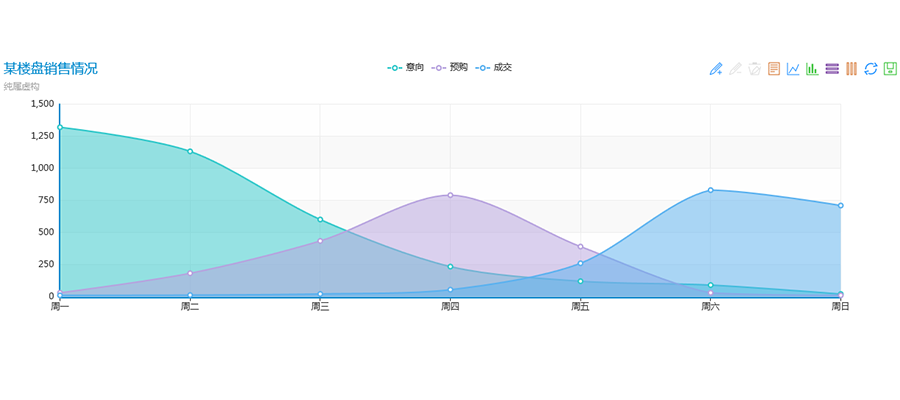 某楼盘销售情况
纯属虚构
意向 预购 成交
1,500
1,250
1,000
750
500
250
0
周一 周二 周三 周四 周五 周六 周日